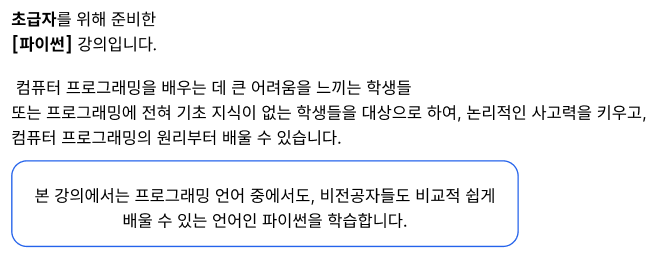 초급자를 위해 준비한
[파이썬] 강의입니다.
컴퓨터 프로그래밍을 배우는 데 큰 어려움을 느끼는 학생들
또는 프로그래밍에 전혀 기초 지식이 없는 학생들을 대상으로 하여, 논리적인 사고력을 키우고,
컴퓨터 프로그래밍의 원리부터 배울 수 있습니다.
본 강의에서는 프로그래밍 언어 중에서도, 비전공자들도 비교적 쉽게
배울 수 있는 언어인 파이썬을 학습합니다.